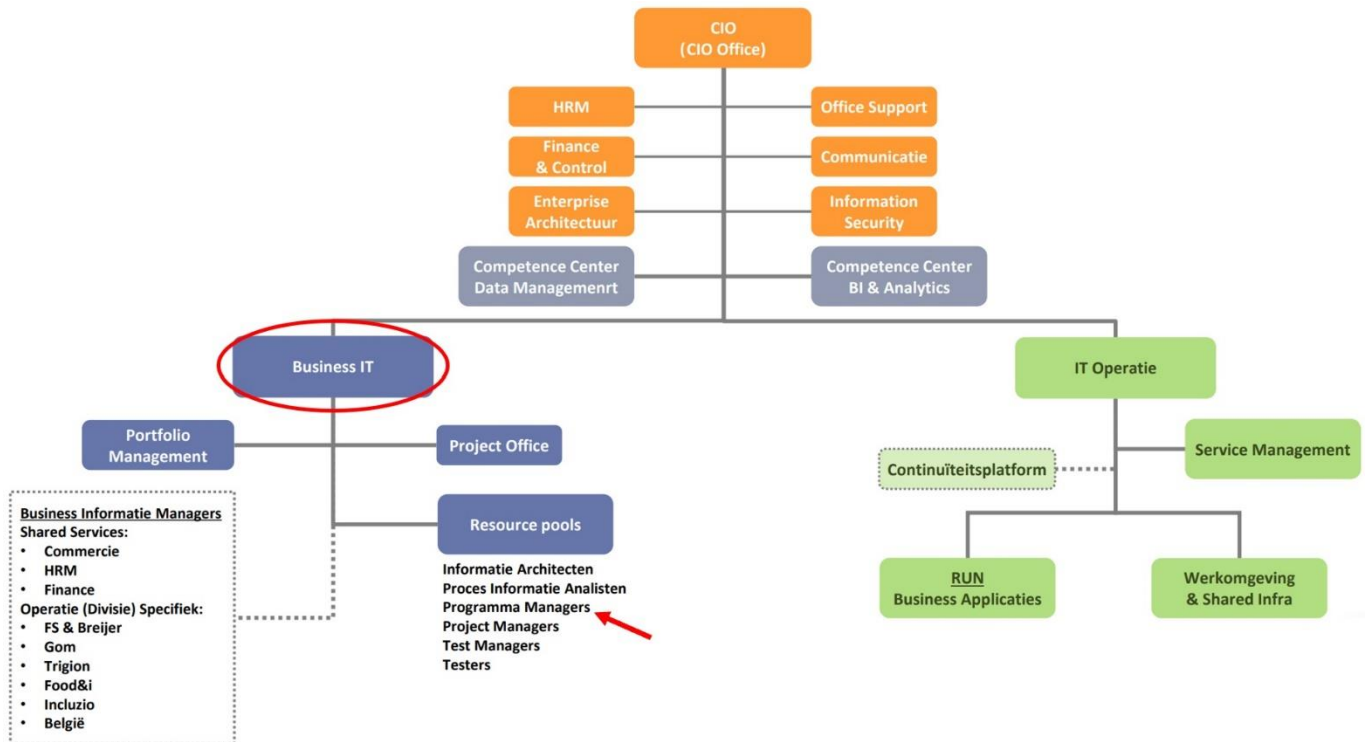 CIO
(CIO Office)
HRM
Office Support
Finance
& Control
Communicatie
Enterprise
Architectuur
Information
Security
Competence Center
Data Managemenrt
Competence Center
BI & Analytics
Business IT
IT Operatie
Portfolio
Management
Project Office
Service Management
Continuïteitsplatform
Business Informatie Managers
Shared Services:
• Commercie
• HRM
• Finance
Operatie (Divisie) Specifiek:
• FS & Breijer
• Gom
• Trigion
• Food&i
• Incluzio
• België
Resource pools
Informatie Architecten
Proces Informatie Analisten
Programma Managers
Project Managers
Test Managers
Testers
RUN
Business Applicaties
Werkomgeving
& Shared Infra